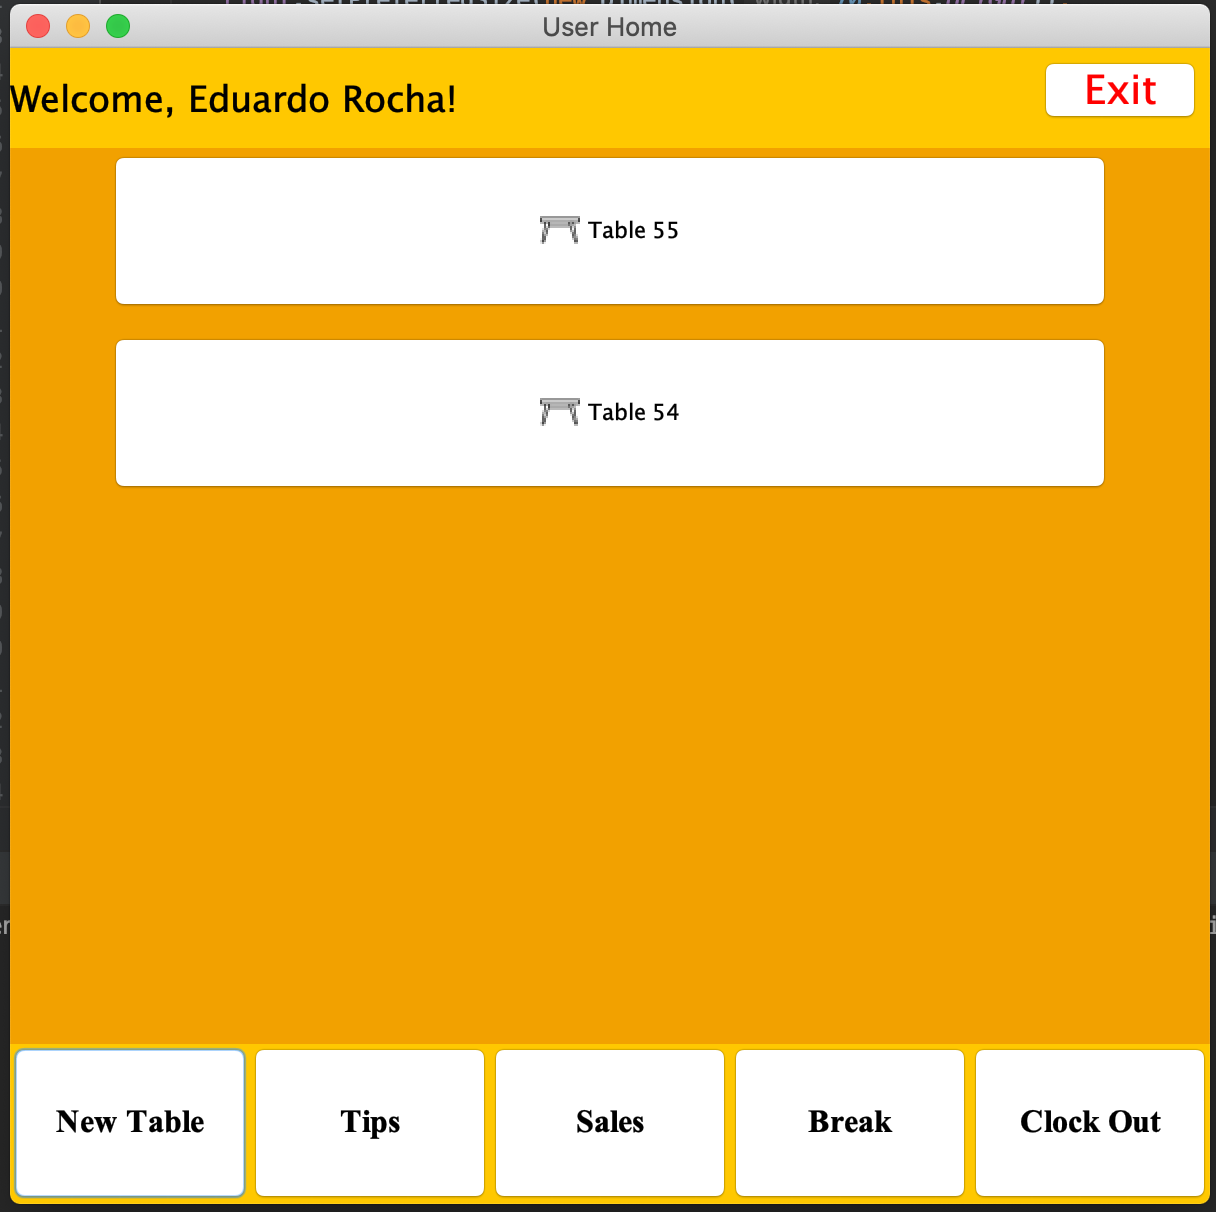 User Home
Welcome, Eduardo Rocha!
Exit
Table 55
Table 54
New Table
Tips
Sales
Break
Clock Out